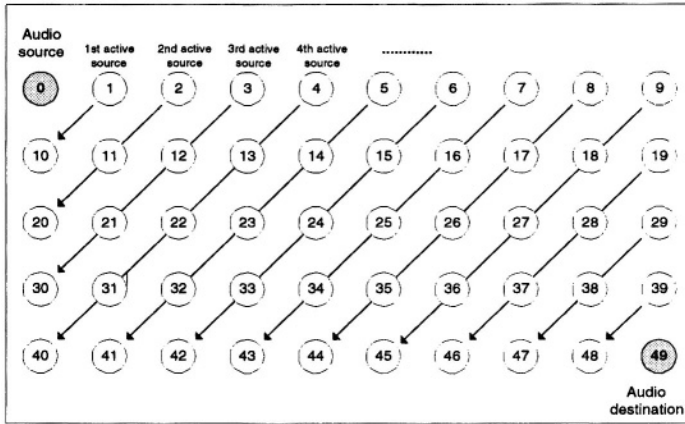 Audio
source
1st active
source
2nd active
source
3rd active
source
4th active
source
............
0 1 2 3 4 5 6 7 8 9
10 11 12 13 14 15 16 17 18 19
20 21 22 23 24 25 26 27 28 29
30 31 32 33 34 35 36 37 38 39
40 41 42 43 44 45 46 47 48 49
Audio
destination